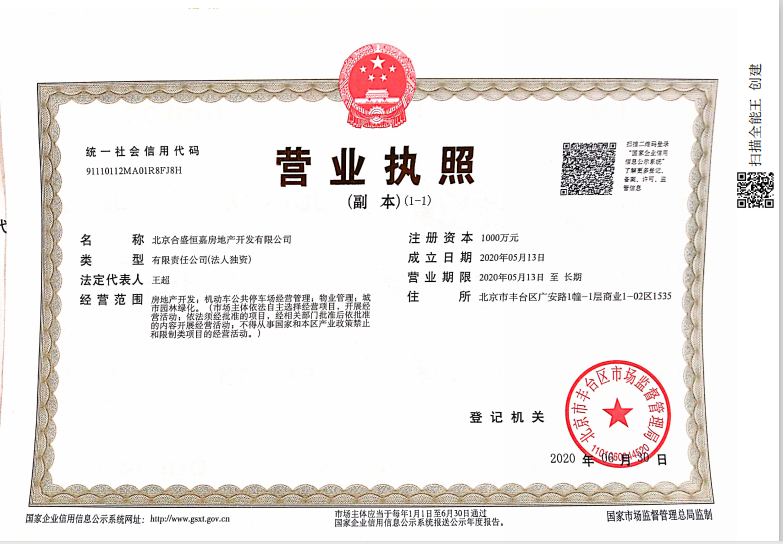 统一社会信用代码
91110112MA01R8FJ8H
营业执照
(副 本)(1-1)
扫描二维码登录
“国家企业信用
信息公示系统”
了解更多登记、
备案、许可、监
管信息
扫描全能王 创建
名 称 北京合盛恒嘉房地产开发有限公司
类 型 有限责任公司(法人独资)
法定代表人 王超
经营范围 房地产开发；机动车公共停车场经营管理；物业管理；城
市园林绿化。（市场主体依法自主选择经营项目，开展经
营活动；依法须经批准的项目，经相关部门批准后依批准
的内容开展经营活动；不得从事国家和本区产业政策禁止
和限制类项目的经营活动。）
注册资本 1000万元
成立日期 2020年05月13日
营业期限 2020年05月13日 至 长期
住 所 北京市丰台区广安路1幢-1层商业1-02区1535
登记机关
北京市丰台区市场监督管理局
2020 年 06 月 30 日
国家企业信用信息公示系统网址：http://www.gsxt.gov.cn
市场主体应当于每年1月1日至6月30日通过
国家企业信用信息公示系统报送公示年度报告。
国家市场监督管理总局监制